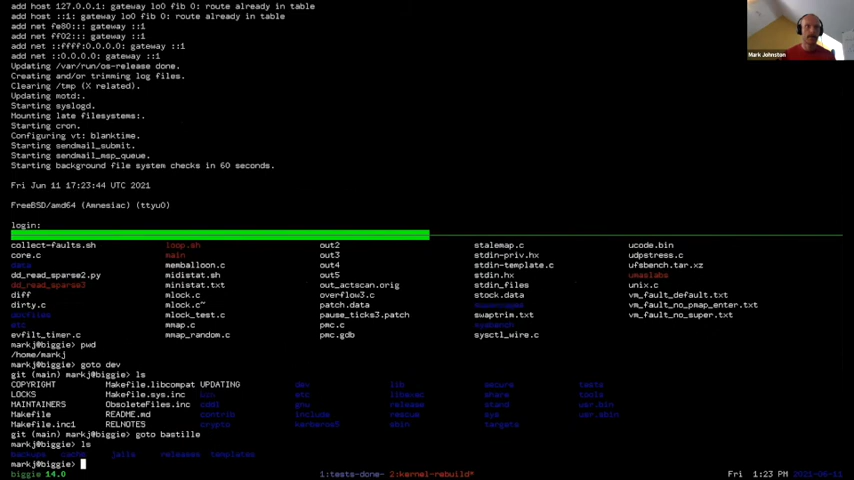 add host 127.0.0.1: gateway lo0 fib 0: route already in table
add host ::1: gateway lo0 fib 0: route already in table
add net fe80::: gateway ::1
add net ff02::: gateway ::1
add net ::ffff:0.0.0.0: gateway ::1
add net ::0.0.0.0: gateway ::1
Updating /var/run/os-release done.
Creating and/or trimming log files.
Clearing /tmp (X related).
Updating motd:.
Starting syslogd.
Mounting late filesystems:.
Starting cron.
Configuring vt: blanktime.
Starting sendmail_submit.
Starting sendmail_msp_queue.
Starting background file system checks in 60 seconds.
Fri Jun 11 17:23:44 UTC 2021
FreeBSD/amd64 (Amnesiac) (ttyu0)
login:
collect-faults.sh loop.sh out2 stalemap.c ucode.bin
core.c main out3 stdin-priv.hx udpstress.c
data memballoon.c out4 stdin-template.c ufsbench.tar.xz
dd_read_sparse2.py midistat.sh out5 stdin.hx umaslabs
dd_read_sparse3 ministat.txt out_actscan.orig stdin_files unix.c
diff mlock.c overflow3.c stock.data vm_fault_default.txt
dirty.c mlock.c~ patch.data vm_fault_no_pmap_enter.txt
docfiles mlock_test.c pause_ticks3.patch swaptrim.txt vm_fault_no_super.txt
etc mmap.c pmc.c sysbench
evfilt_timer.c mmap_random.c pmc.gdb sysctl_wire.c
markj@biggie> pwd
/home/markj
markj@biggie> goto dev
git (main) markj@biggie> ls
COPYRIGHT Makefile.libcompat UPDATING dev lib secure tests
LOCKS Makefile.sys.inc bin etc libexec share tools
MAINTAINERS ObsoleteFiles.inc cddl gnu release stand usr.bin
Makefile README.md contrib include rescue sys usr.sbin
Makefile.inc1 RELNOTES crypto kerberos5 sbin targets
git (main) markj@biggie> goto bastille
markj@biggie> ls
backups cache jails releases templates
markj@biggie>
biggie 14.0 1:tests-done- 2:kernel-rebuild* Fri 1:23 PM 2021-06-11
Mark Johnston